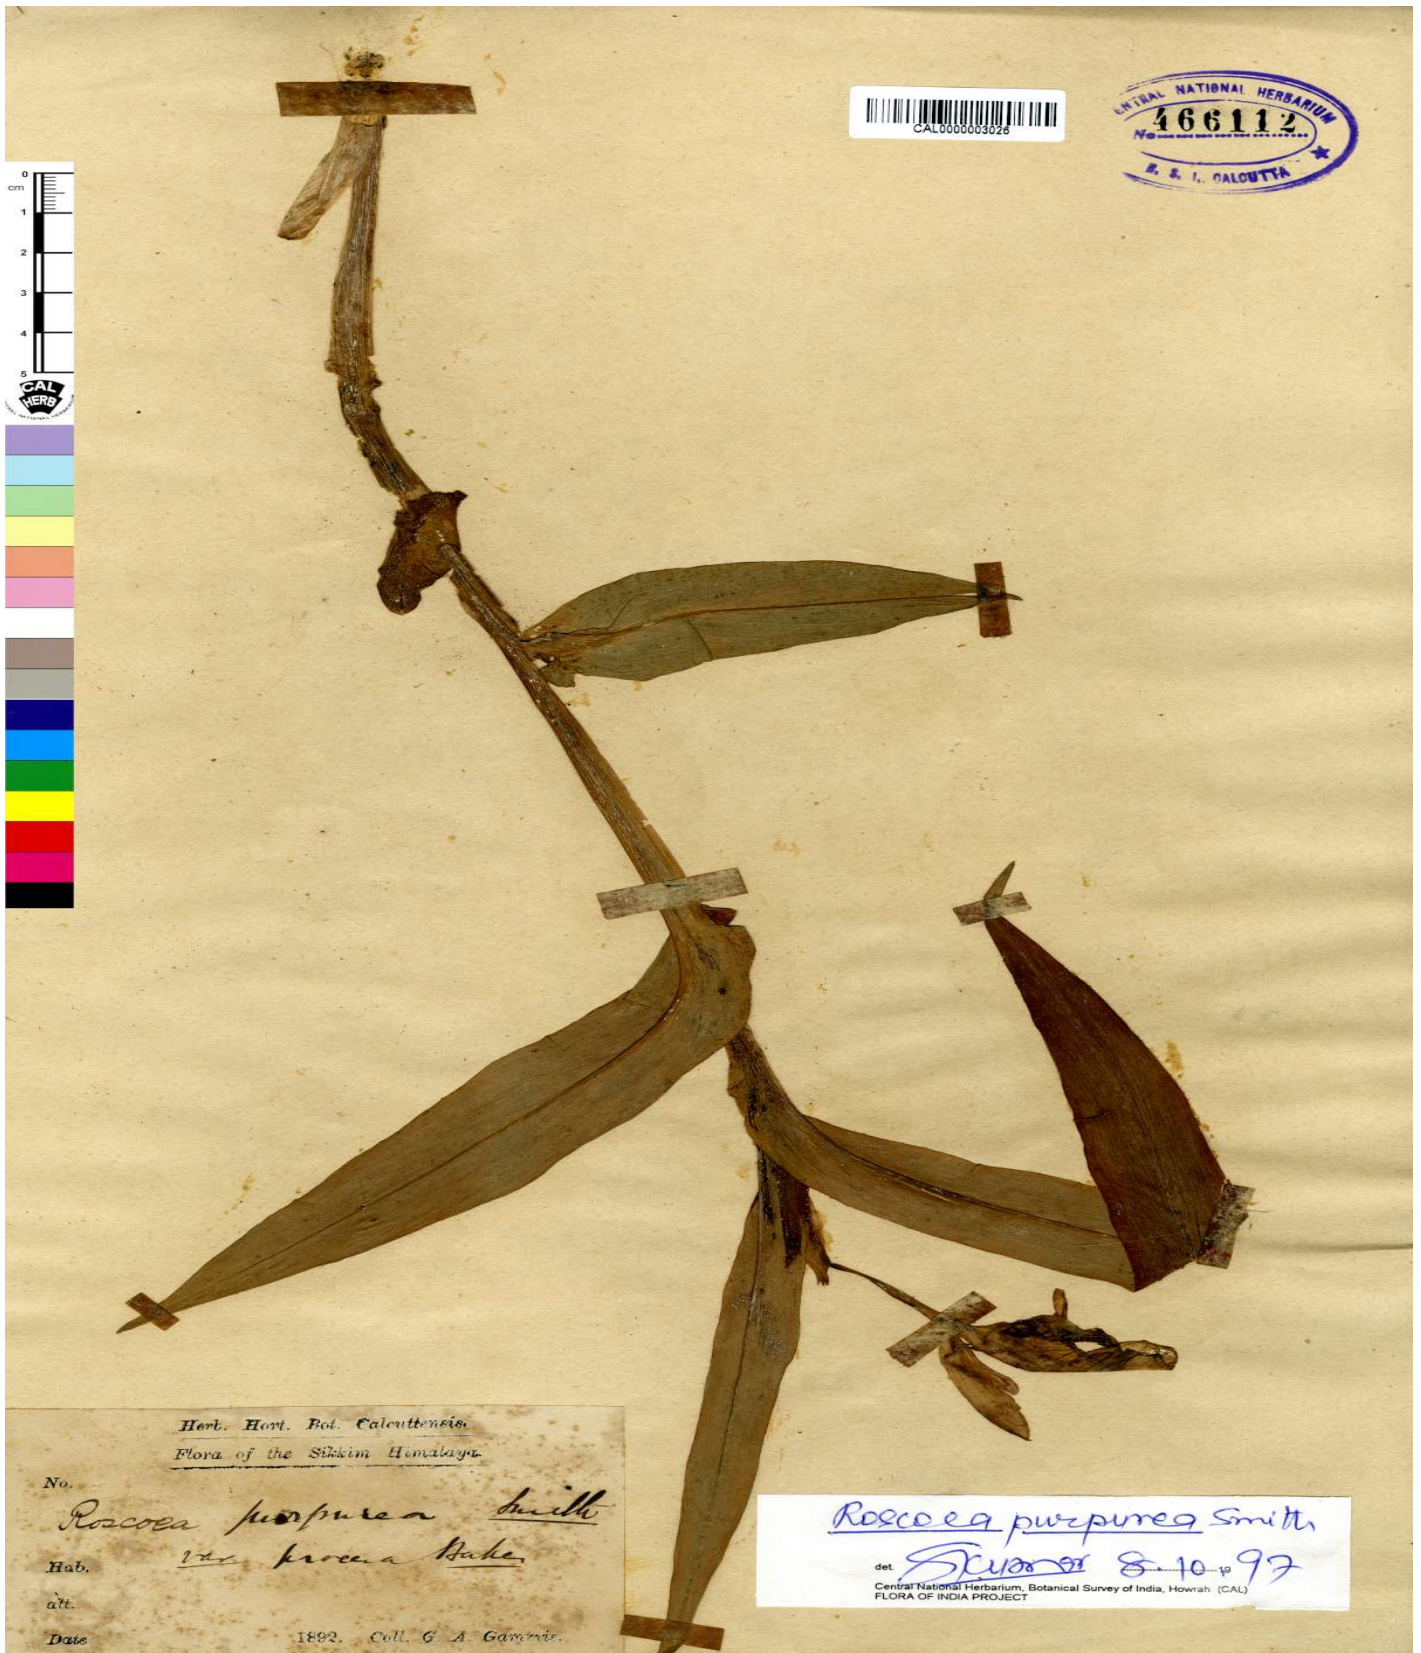 CAL0000003026
ENTRAL NATIONAL HERBARIUM
No 466112
B. S. I. CALCUTTA
0
cm
1
2
3
4
5
CAL
HERB
Herb. Hort. Bot. Calcuttensis.
Flora of the Sikkim Himalaya.
No.
Roscoea purpurea Smith
var procera Baker
Hab.
alt.
Date 1892. Coll. G. A. Gammie.
Roscoea purpurea Smith
det. 8.10.1997
Central National Herbarium, Botanical Survey of India, Howrah (CAL)
FLORA OF INDIA PROJECT